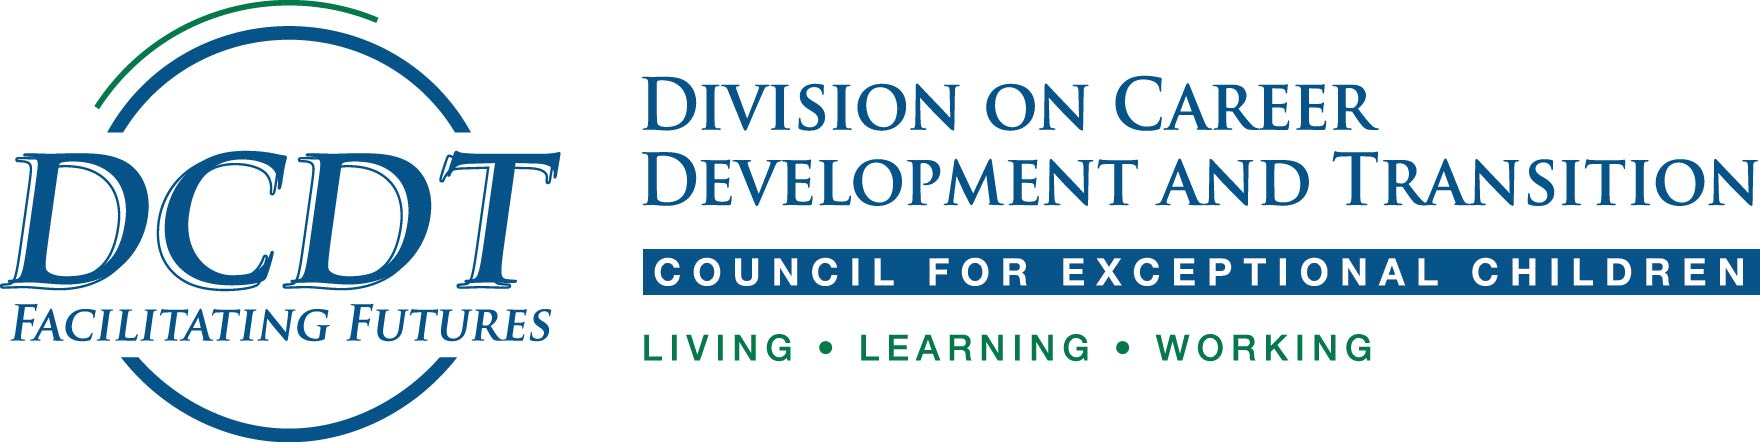 DCDT
FACILITATING FUTURES
DIVISION ON CAREER
DEVELOPMENT AND TRANSITION
COUNCIL FOR EXCEPTIONAL CHILDREN
LIVING • LEARNING • WORKING